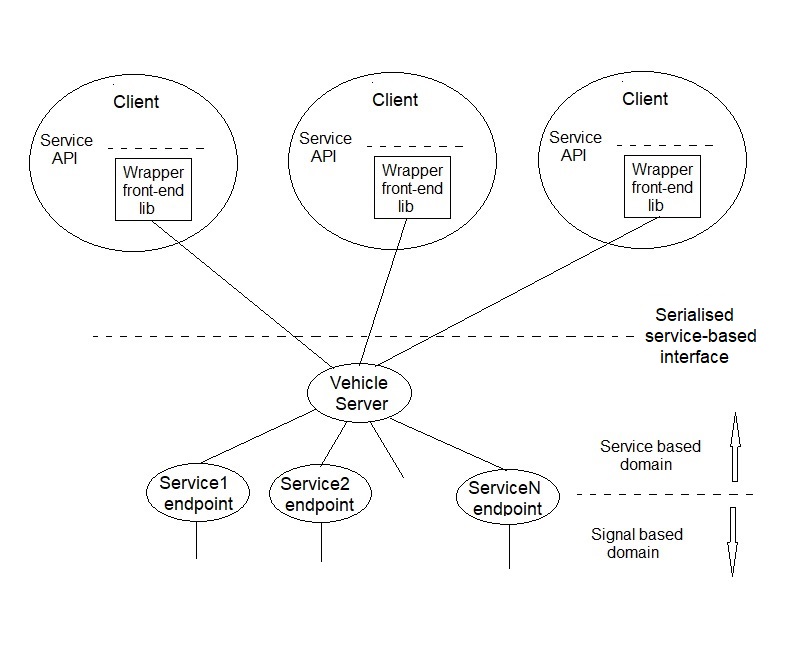 Client
Service
API
Wrapper
front-end
lib
Client
Service
API
Wrapper
front-end
lib
Client
Service
API
Wrapper
front-end
lib
Serialised
service-based
interface
Vehicle
Server
Service1
endpoint
Service2
endpoint
ServiceN
endpoint
Service based
domain
Signal based
domain